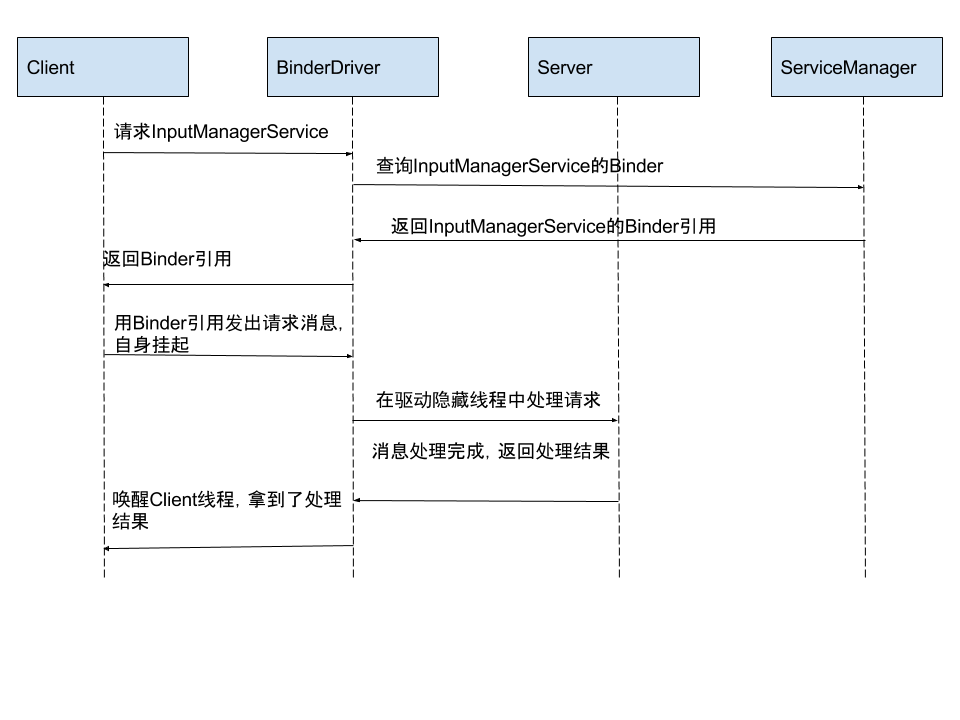 Client
BinderDriver
Server
ServiceManager
请求InputManagerService
查询InputManagerService的Binder
返回InputManagerService的Binder引用
返回Binder引用
用Binder引用发出请求消息,
自身挂起
在驱动隐藏线程中处理请求
消息处理完成, 返回处理结果
唤醒Client线程, 拿到了处理
结果